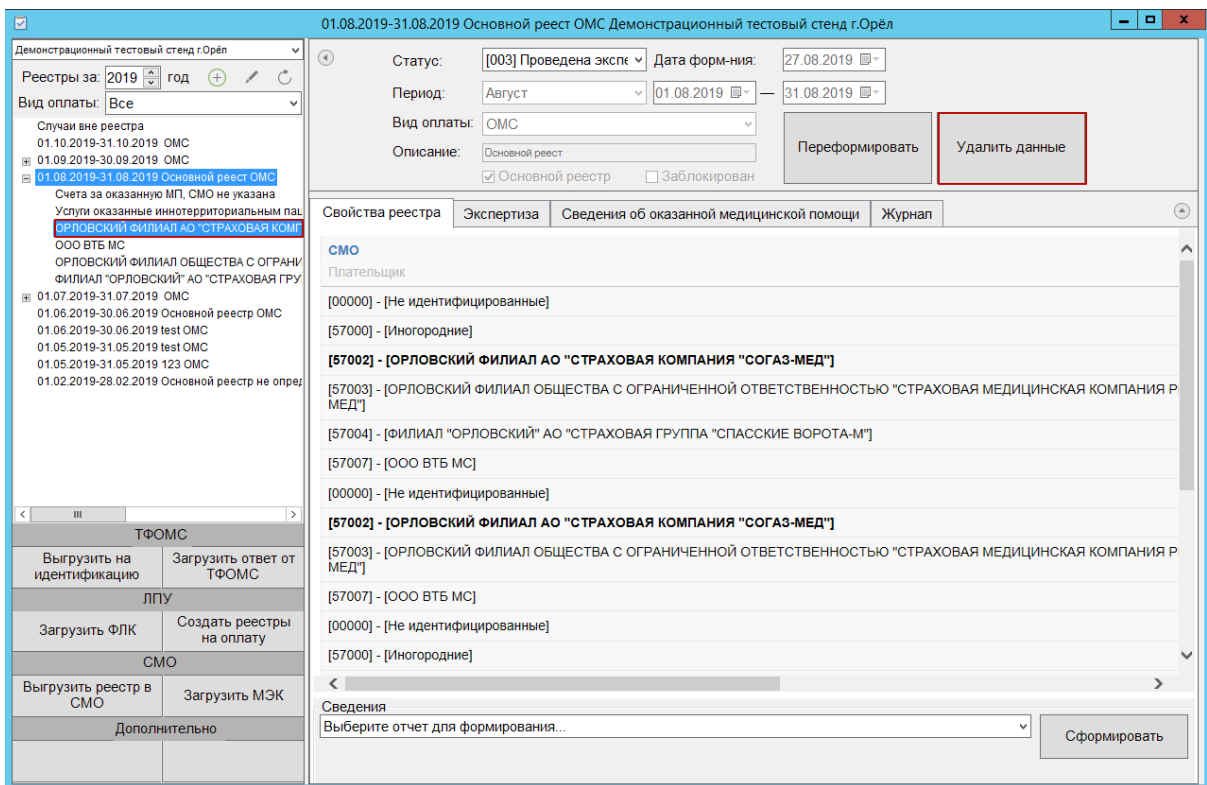 01.08.2019-31.08.2019 Основной реест ОМС Демонстрационный тестовый стенд г.Орёл
Демонстрационный тестовый стенд г.Орёл
Реестры за: 2019 год
Вид оплаты: Все
Случаи вне реестра
01.10.2019-31.10.2019 ОМС
01.09.2019-30.09.2019 ОМС
01.08.2019-31.08.2019 Основной реест ОМС
Счета за оказанную МП, СМО не указана
Услуги оказанные иннотерриториальным пац
ОРЛОВСКИЙ ФИЛИАЛ АО "СТРАХОВАЯ КОМП
ООО ВТБ МС
ОРЛОВСКИЙ ФИЛИАЛ ОБЩЕСТВА С ОГРАНИ
ФИЛИАЛ "ОРЛОВСКИЙ" АО "СТРАХОВАЯ ГРУ
01.07.2019-31.07.2019 ОМС
01.06.2019-30.06.2019 Основной реестр ОМС
01.06.2019-30.06.2019 test ОМС
01.05.2019-31.05.2019 test ОМС
01.05.2019-31.05.2019 123 ОМС
01.02.2019-28.02.2019 Основной реестр не опред
ТФОМС
Выгрузить на идентификацию
Загрузить ответ от ТФОМС
ЛПУ
Загрузить ФЛК
Создать реестры на оплату
СМО
Выгрузить реестр в СМО
Загрузить МЭК
Дополнительно
Статус: [003] Проведена экспе Дата форм-ния: 27.08.2019
Период: Август 01.08.2019 — 31.08.2019
Вид оплаты: ОМС
Описание: Основной реест
Основной реестр Заблокирован
Переформировать
Удалить данные
Свойства реестра Экспертиза Сведения об оказанной медицинской помощи Журнал
СМО
Плательщик
[00000] - [Не идентифицированные]
[57000] - [Иногородние]
[57002] - [ОРЛОВСКИЙ ФИЛИАЛ АО "СТРАХОВАЯ КОМПАНИЯ "СОГАЗ-МЕД"]
[57003] - [ОРЛОВСКИЙ ФИЛИАЛ ОБЩЕСТВА С ОГРАНИЧЕННОЙ ОТВЕТСТВЕННОСТЬЮ "СТРАХОВАЯ МЕДИЦИНСКАЯ КОМПАНИЯ Р
МЕД"]
[57004] - [ФИЛИАЛ "ОРЛОВСКИЙ" АО "СТРАХОВАЯ ГРУППА "СПАССКИЕ ВОРОТА-М"]
[57007] - [ООО ВТБ МС]
[00000] - [Не идентифицированные]
[57002] - [ОРЛОВСКИЙ ФИЛИАЛ АО "СТРАХОВАЯ КОМПАНИЯ "СОГАЗ-МЕД"]
[57003] - [ОРЛОВСКИЙ ФИЛИАЛ ОБЩЕСТВА С ОГРАНИЧЕННОЙ ОТВЕТСТВЕННОСТЬЮ "СТРАХОВАЯ МЕДИЦИНСКАЯ КОМПАНИЯ Р
МЕД"]
[57007] - [ООО ВТБ МС]
[00000] - [Не идентифицированные]
[57000] - [Иногородние]
Сведения
Выберите отчет для формирования...
Сформировать